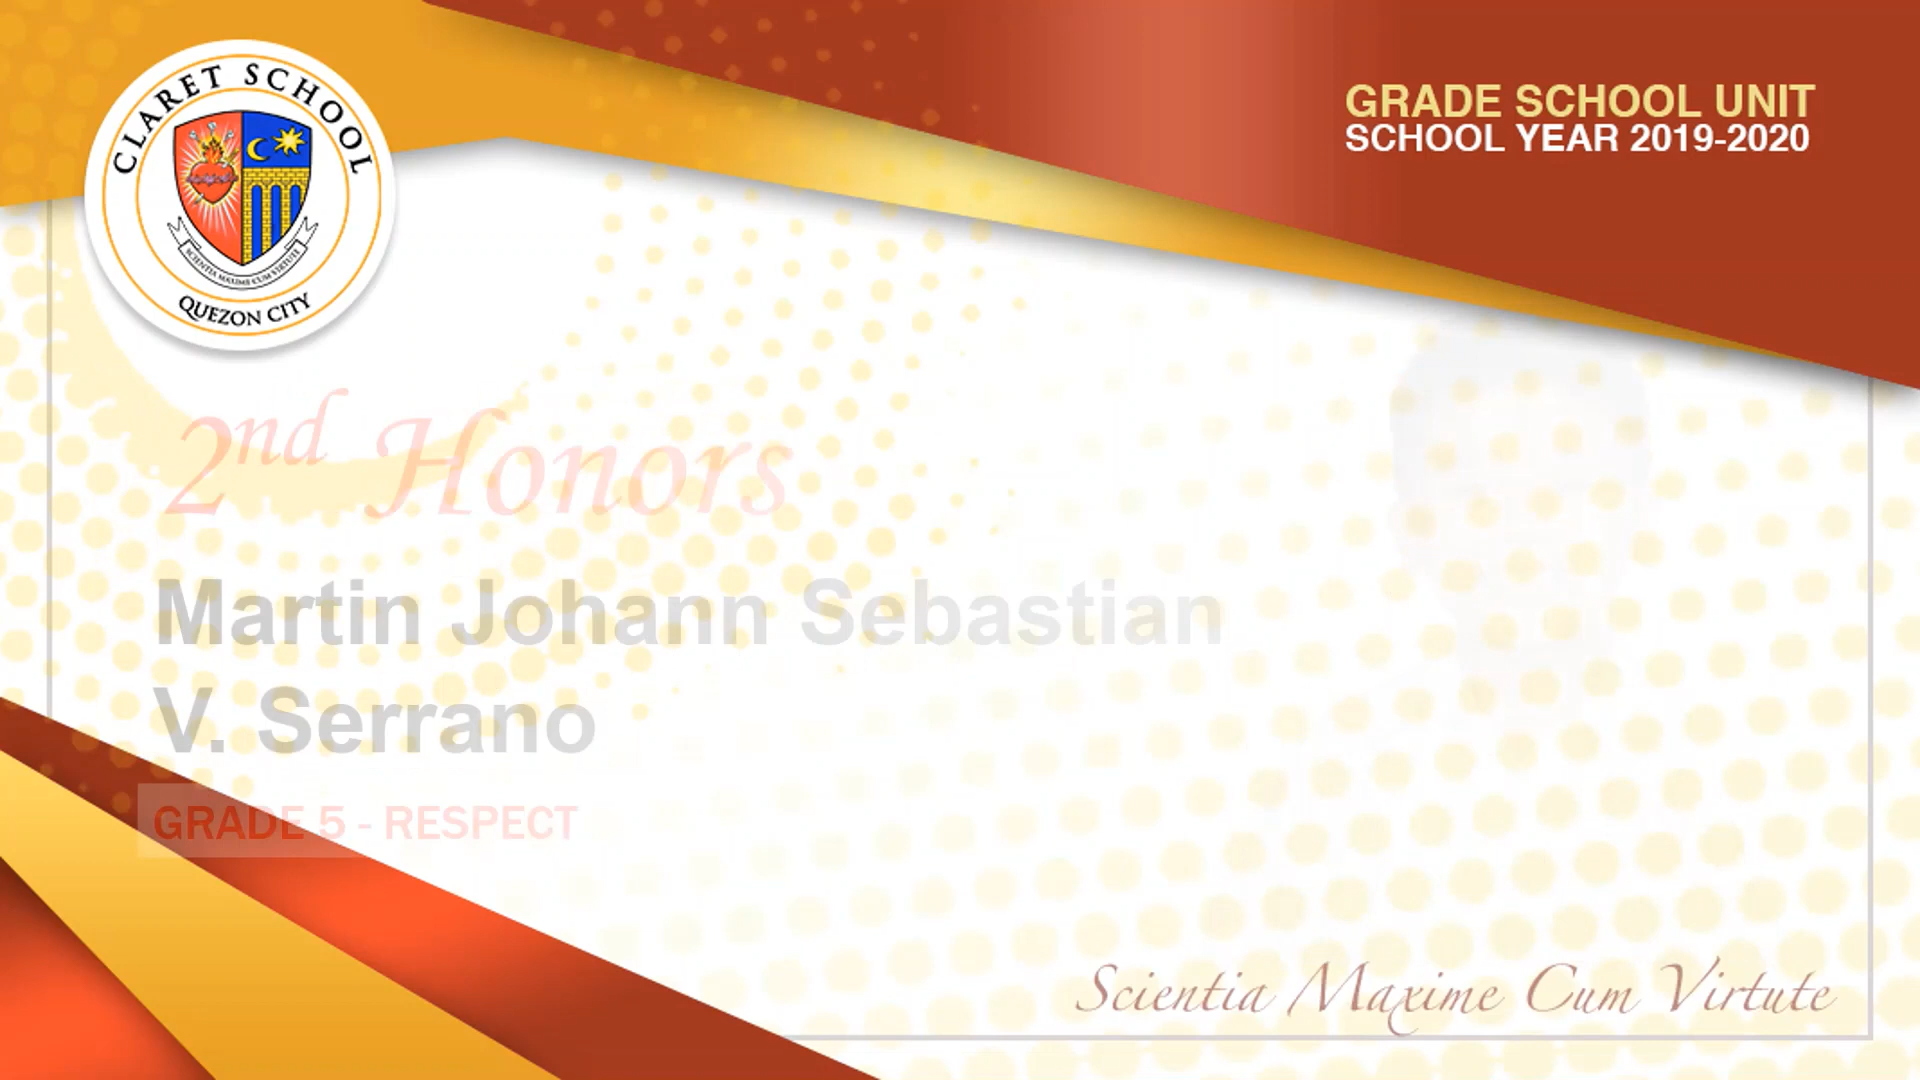 CLARET SCHOOL
SCIENTIA MAXIME CUM VIRTUTE
QUEZON CITY
GRADE SCHOOL UNIT
SCHOOL YEAR 2019-2020
2nd Honors
Martin Johann Sebastian
V. Serrano
GRADE 5 - RESPECT
Scientia Maxime Cum Virtute